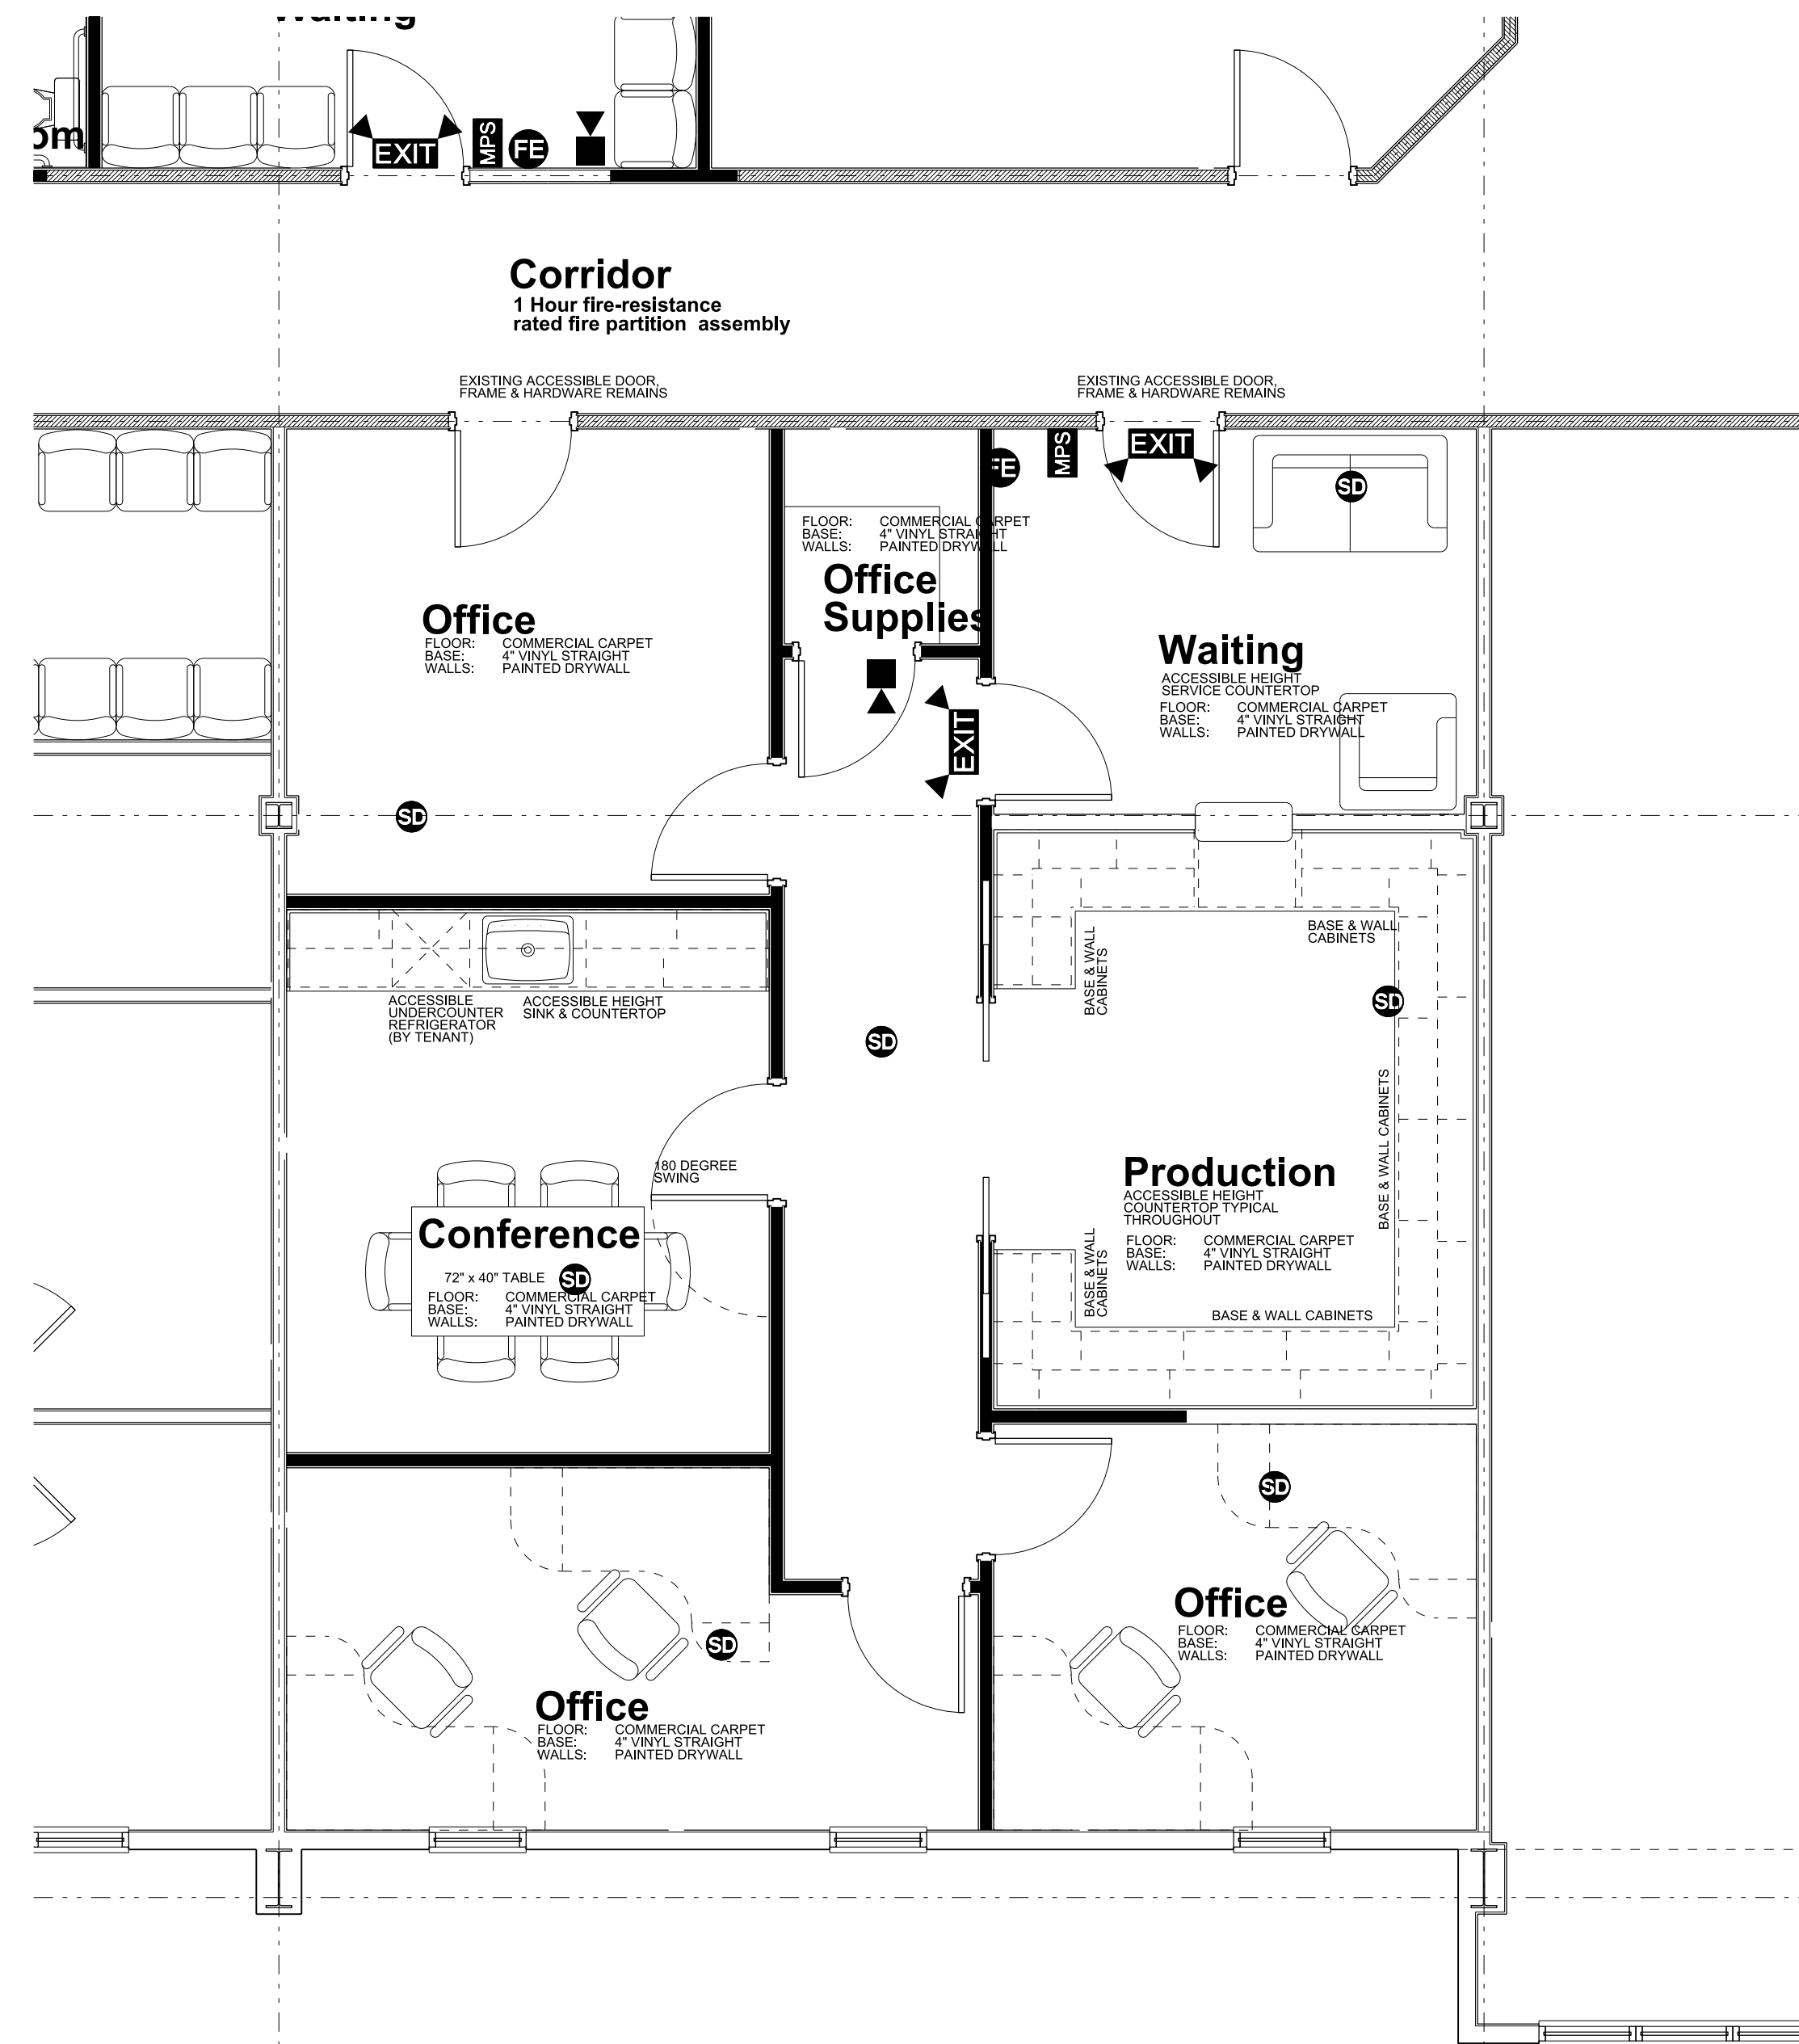 Waiting
om
EXIT
MPS
FE
Corridor
1 Hour fire-resistance
rated fire partition assembly
EXISTING ACCESSIBLE DOOR,
FRAME & HARDWARE REMAINS
EXISTING ACCESSIBLE DOOR,
FRAME & HARDWARE REMAINS
FE
MPS
EXIT
SD
FLOOR: COMMERCIAL CARPET
BASE: 4" VINYL STRAIGHT
WALLS: PAINTED DRYWALL
Office
Supplies
Office
FLOOR: COMMERCIAL CARPET
BASE: 4" VINYL STRAIGHT
WALLS: PAINTED DRYWALL
Waiting
ACCESSIBLE HEIGHT
SERVICE COUNTERTOP
FLOOR: COMMERCIAL CARPET
BASE: 4" VINYL STRAIGHT
WALLS: PAINTED DRYWALL
EXIT
SD
BASE & WALL
CABINETS
BASE & WALL
CABINETS
ACCESSIBLE
UNDERCOUNTER
REFRIGERATOR
(BY TENANT)
ACCESSIBLE HEIGHT
SINK & COUNTERTOP
SD
SD
BASE & WALL CABINETS
180 DEGREE
SWING
Production
ACCESSIBLE HEIGHT
COUNTERTOP TYPICAL
THROUGHOUT
FLOOR: COMMERCIAL CARPET
BASE: 4" VINYL STRAIGHT
WALLS: PAINTED DRYWALL
BASE & WALL
CABINETS
BASE & WALL CABINETS
Conference
72" x 40" TABLE
SD
FLOOR: COMMERCIAL CARPET
BASE: 4" VINYL STRAIGHT
WALLS: PAINTED DRYWALL
SD
Office
FLOOR: COMMERCIAL CARPET
BASE: 4" VINYL STRAIGHT
WALLS: PAINTED DRYWALL
SD
Office
FLOOR: COMMERCIAL CARPET
BASE: 4" VINYL STRAIGHT
WALLS: PAINTED DRYWALL